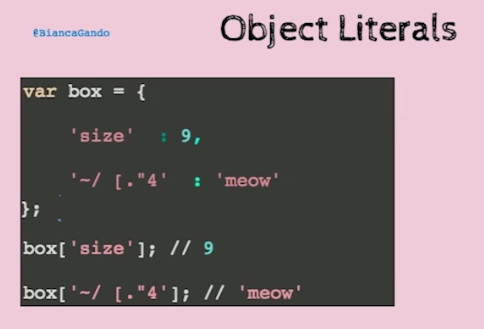 @BiancaGando
Object Literals
var box = {
'size' : 9,
'~/ [."4' : 'meow'
};
box['size']; // 9
box['~/ [."4']; // 'meow'